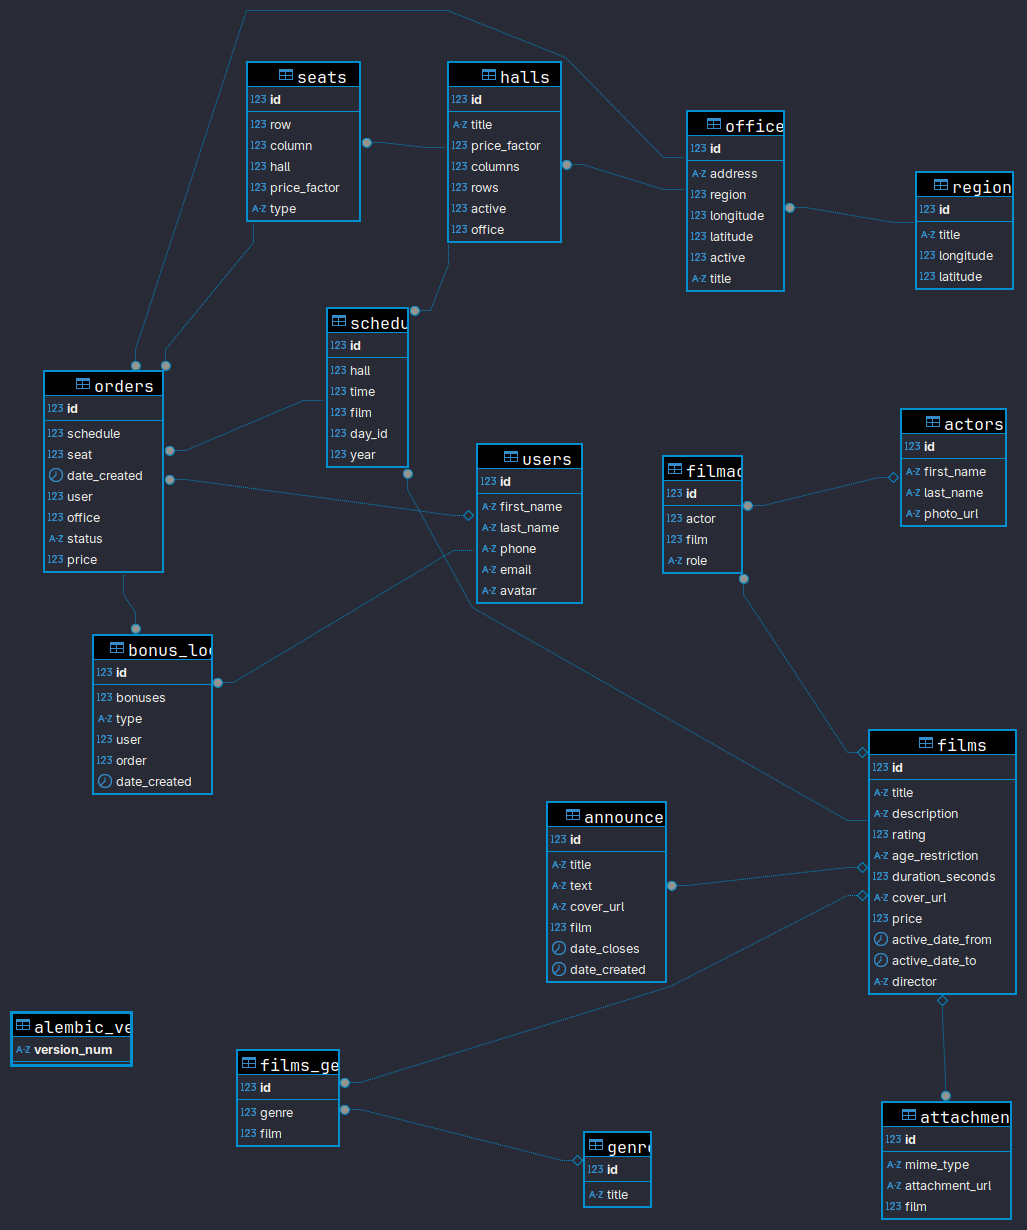 seats
123 id
123 row
123 column
123 hall
123 price_factor
A-Z type
halls
123 id
A-Z title
123 price_factor
123 columns
123 rows
123 active
123 office
office
123 id
A-Z address
123 region
123 longitude
123 latitude
123 active
A-Z title
region
123 id
A-Z title
123 longitude
123 latitude
schedu
123 id
123 hall
123 time
123 film
123 day_id
123 year
orders
123 id
123 schedule
123 seat
date_created
123 user
123 office
123 status
123 price
users
123 id
A-Z first_name
A-Z last_name
A-Z phone
A-Z email
A-Z avatar
filmac
123 id
123 actor
123 film
A-Z role
actors
123 id
A-Z first_name
A-Z last_name
A-Z photo_url
bonus_log
123 id
123 bonuses
A-Z type
123 user
123 order
date_created
films
123 id
A-Z title
A-Z description
123 rating
A-Z age_restriction
123 duration_seconds
A-Z cover_url
123 price
active_date_from
active_date_to
A-Z director
announce
123 id
A-Z title
A-Z text
A-Z cover_url
123 film
date_closes
date_created
alembic_ve
A-Z version_num
films_ge
123 id
123 genre
123 film
genre
123 id
A-Z title
attachmen
123 id
A-Z mime_type
A-Z attachment_url
123 film